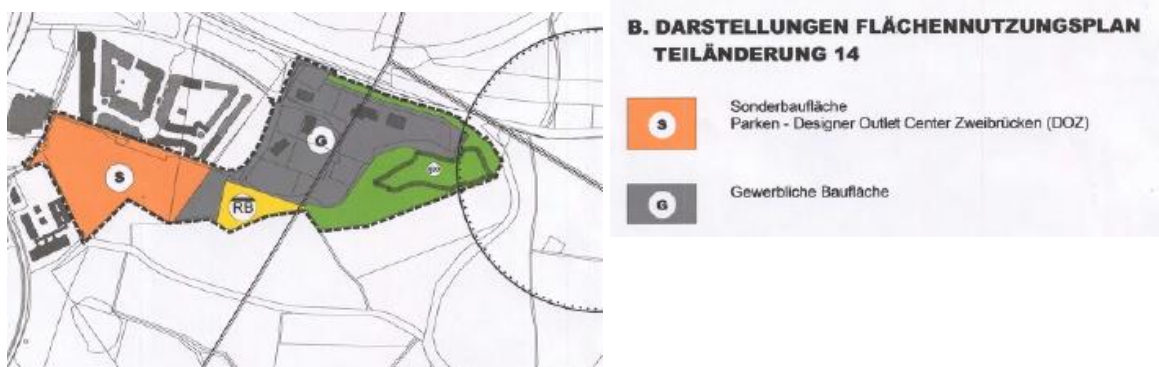 S
G
RB
B. DARSTELLUNGEN FLÄCHENNUTZUNGSPLAN
TEILÄNDERUNG 14
S
Sonderbaufläche
Parken - Designer Outlet Center Zweibrücken (DOZ)
G
Gewerbliche Baufläche